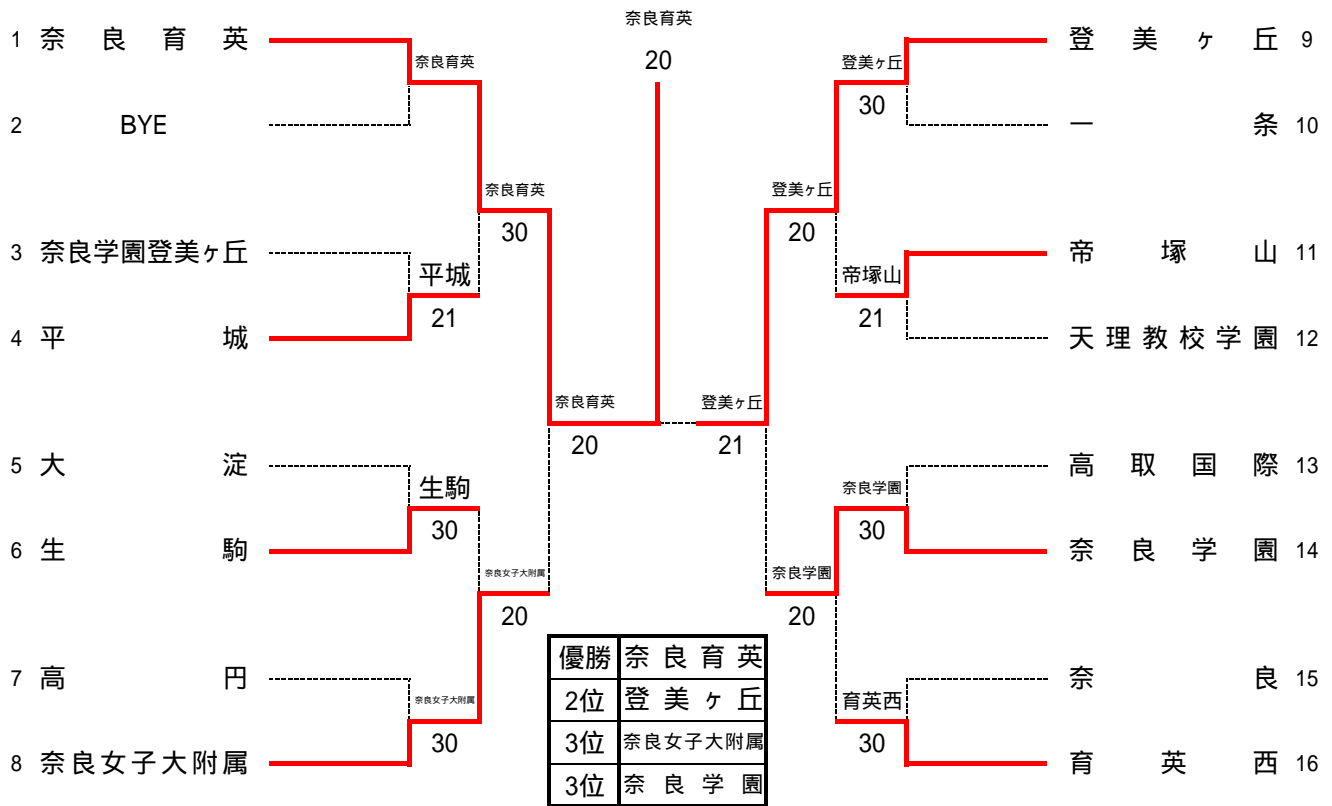 奈良育英
20
1 奈良育英
奈良育英
2 BYE
奈良育英
30
3 奈良学園登美ヶ丘
平城
21
4 平城
奈良育英
20
5 大淀
生駒
30
6 生駒
奈良女子大附属
20
7 高円
奈良女子大附属
30
8 奈良女子大附属
登美ヶ丘 9
登美ヶ丘
30
一条 10
登美ヶ丘
20
帝塚山 11
帝塚山
21
天理教校学園 12
登美ヶ丘
21
高取国際 13
奈良学園
30
奈良学園 14
奈良学園
20
奈良 15
育英西
30
育英西 16
優勝 奈良育英
2位 登美ヶ丘
3位 奈良女子大附属
3位 奈良学園